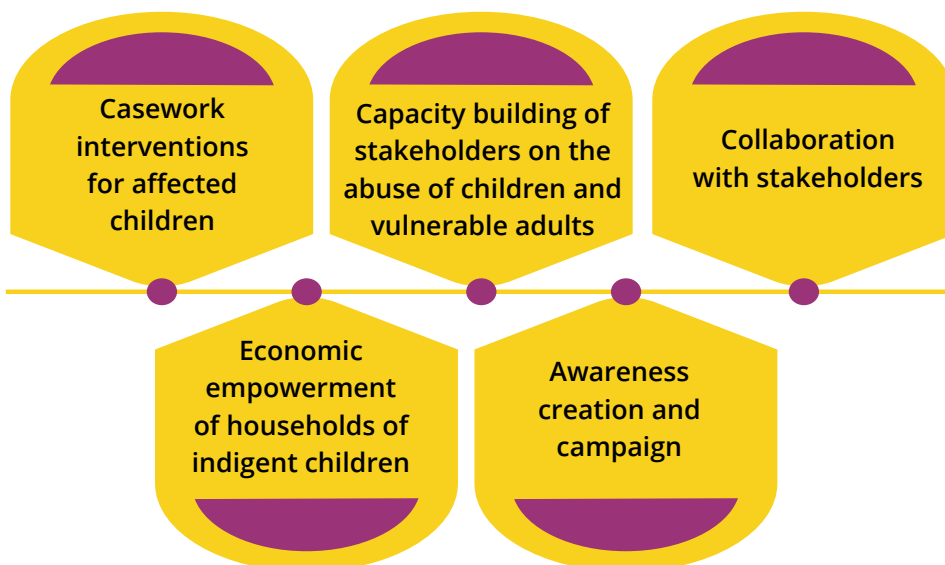 Casework
interventions
for affected
children
Capacity building of
stakeholders on the
abuse of children and
vulnerable adults
Collaboration
with stakeholders
Economic
empowerment
of households of
indigent children
Awareness
creation and
campaign